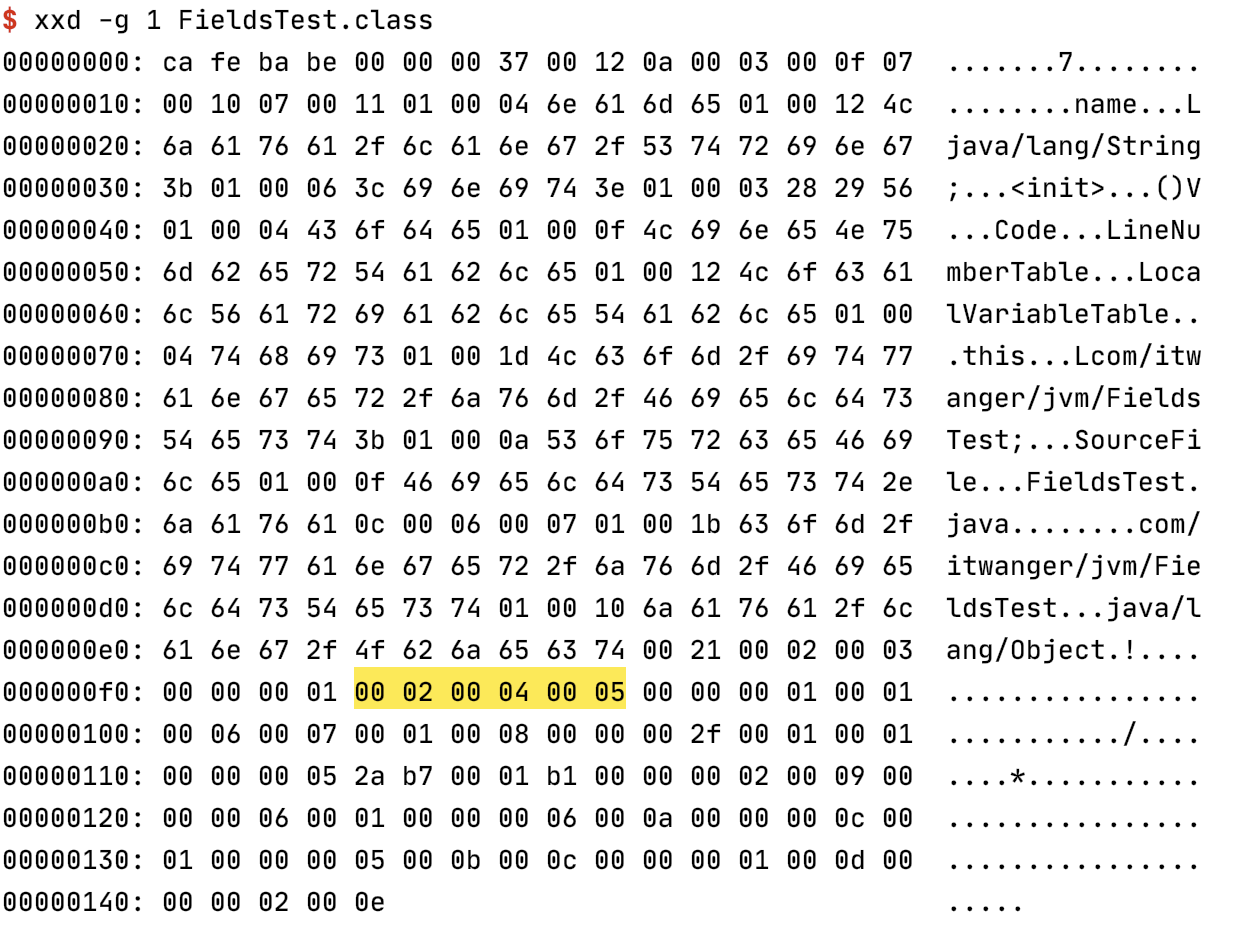 $ xxd -g 1 FieldsTest.class
00000000: ca fe ba be 00 00 00 37 00 12 0a 00 03 00 0f 07  .......7........
00000010: 00 10 07 00 11 01 00 04 6e 61 6d 65 01 00 12 4c  ........name...L
00000020: 6a 61 76 61 2f 6c 61 6e 67 2f 53 74 72 69 6e 67  java/lang/String
00000030: 3b 01 00 06 3c 69 6e 69 74 3e 01 00 03 28 29 56  ;...<init>...()V
00000040: 01 00 04 43 6f 64 65 01 00 0f 4c 69 6e 65 4e 75  ...Code...LineNu
00000050: 6d 62 65 72 54 61 62 6c 65 01 00 12 4c 6f 63 61  mberTable...Loca
00000060: 6c 56 61 72 69 61 62 6c 65 54 61 62 6c 65 01 00  lVariableTable..
00000070: 04 74 68 69 73 01 00 1d 4c 63 6f 6d 2f 69 74 77  .this...Lcom/itw
00000080: 61 6e 67 65 72 2f 6a 76 6d 2f 46 69 65 6c 64 73  anger/jvm/Fields
00000090: 54 65 73 74 3b 01 00 0a 53 6f 75 72 63 65 46 69  Test;...SourceFi
000000a0: 6c 65 01 00 0f 46 69 65 6c 64 73 54 65 73 74 2e  le...FieldsTest.
000000b0: 6a 61 76 61 0c 00 06 00 07 01 00 1b 63 6f 6d 2f  java........com/
000000c0: 69 74 77 61 6e 67 65 72 2f 6a 76 6d 2f 46 69 65  itwanger/jvm/Fie
000000d0: 6c 64 73 54 65 73 74 01 00 10 6a 61 76 61 2f 6c  ldsTest...java/l
000000e0: 61 6e 67 2f 4f 62 6a 65 63 74 00 21 00 02 00 03  ang/Object.!....
000000f0: 00 00 00 01 00 02 00 04 00 05 00 00 00 01 00 01  ................
00000100: 00 06 00 07 00 01 00 08 00 00 00 2f 00 01 00 01  .........../....
00000110: 00 00 00 05 2a b7 00 01 b1 00 00 00 02 00 09 00  ....*...........
00000120: 00 00 06 00 01 00 00 00 06 00 0a 00 00 00 0c 00  ................
00000130: 01 00 00 00 05 00 0b 00 0c 00 00 00 01 00 0d 00  ................
00000140: 00 00 02 00 0e  .....